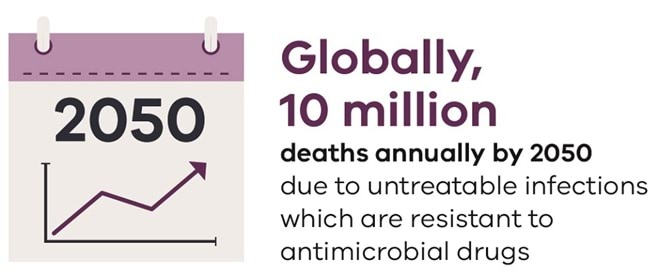 2050
Globally,
10 million
deaths annually by 2050
due to untreatable infections
which are resistant to
antimicrobial drugs